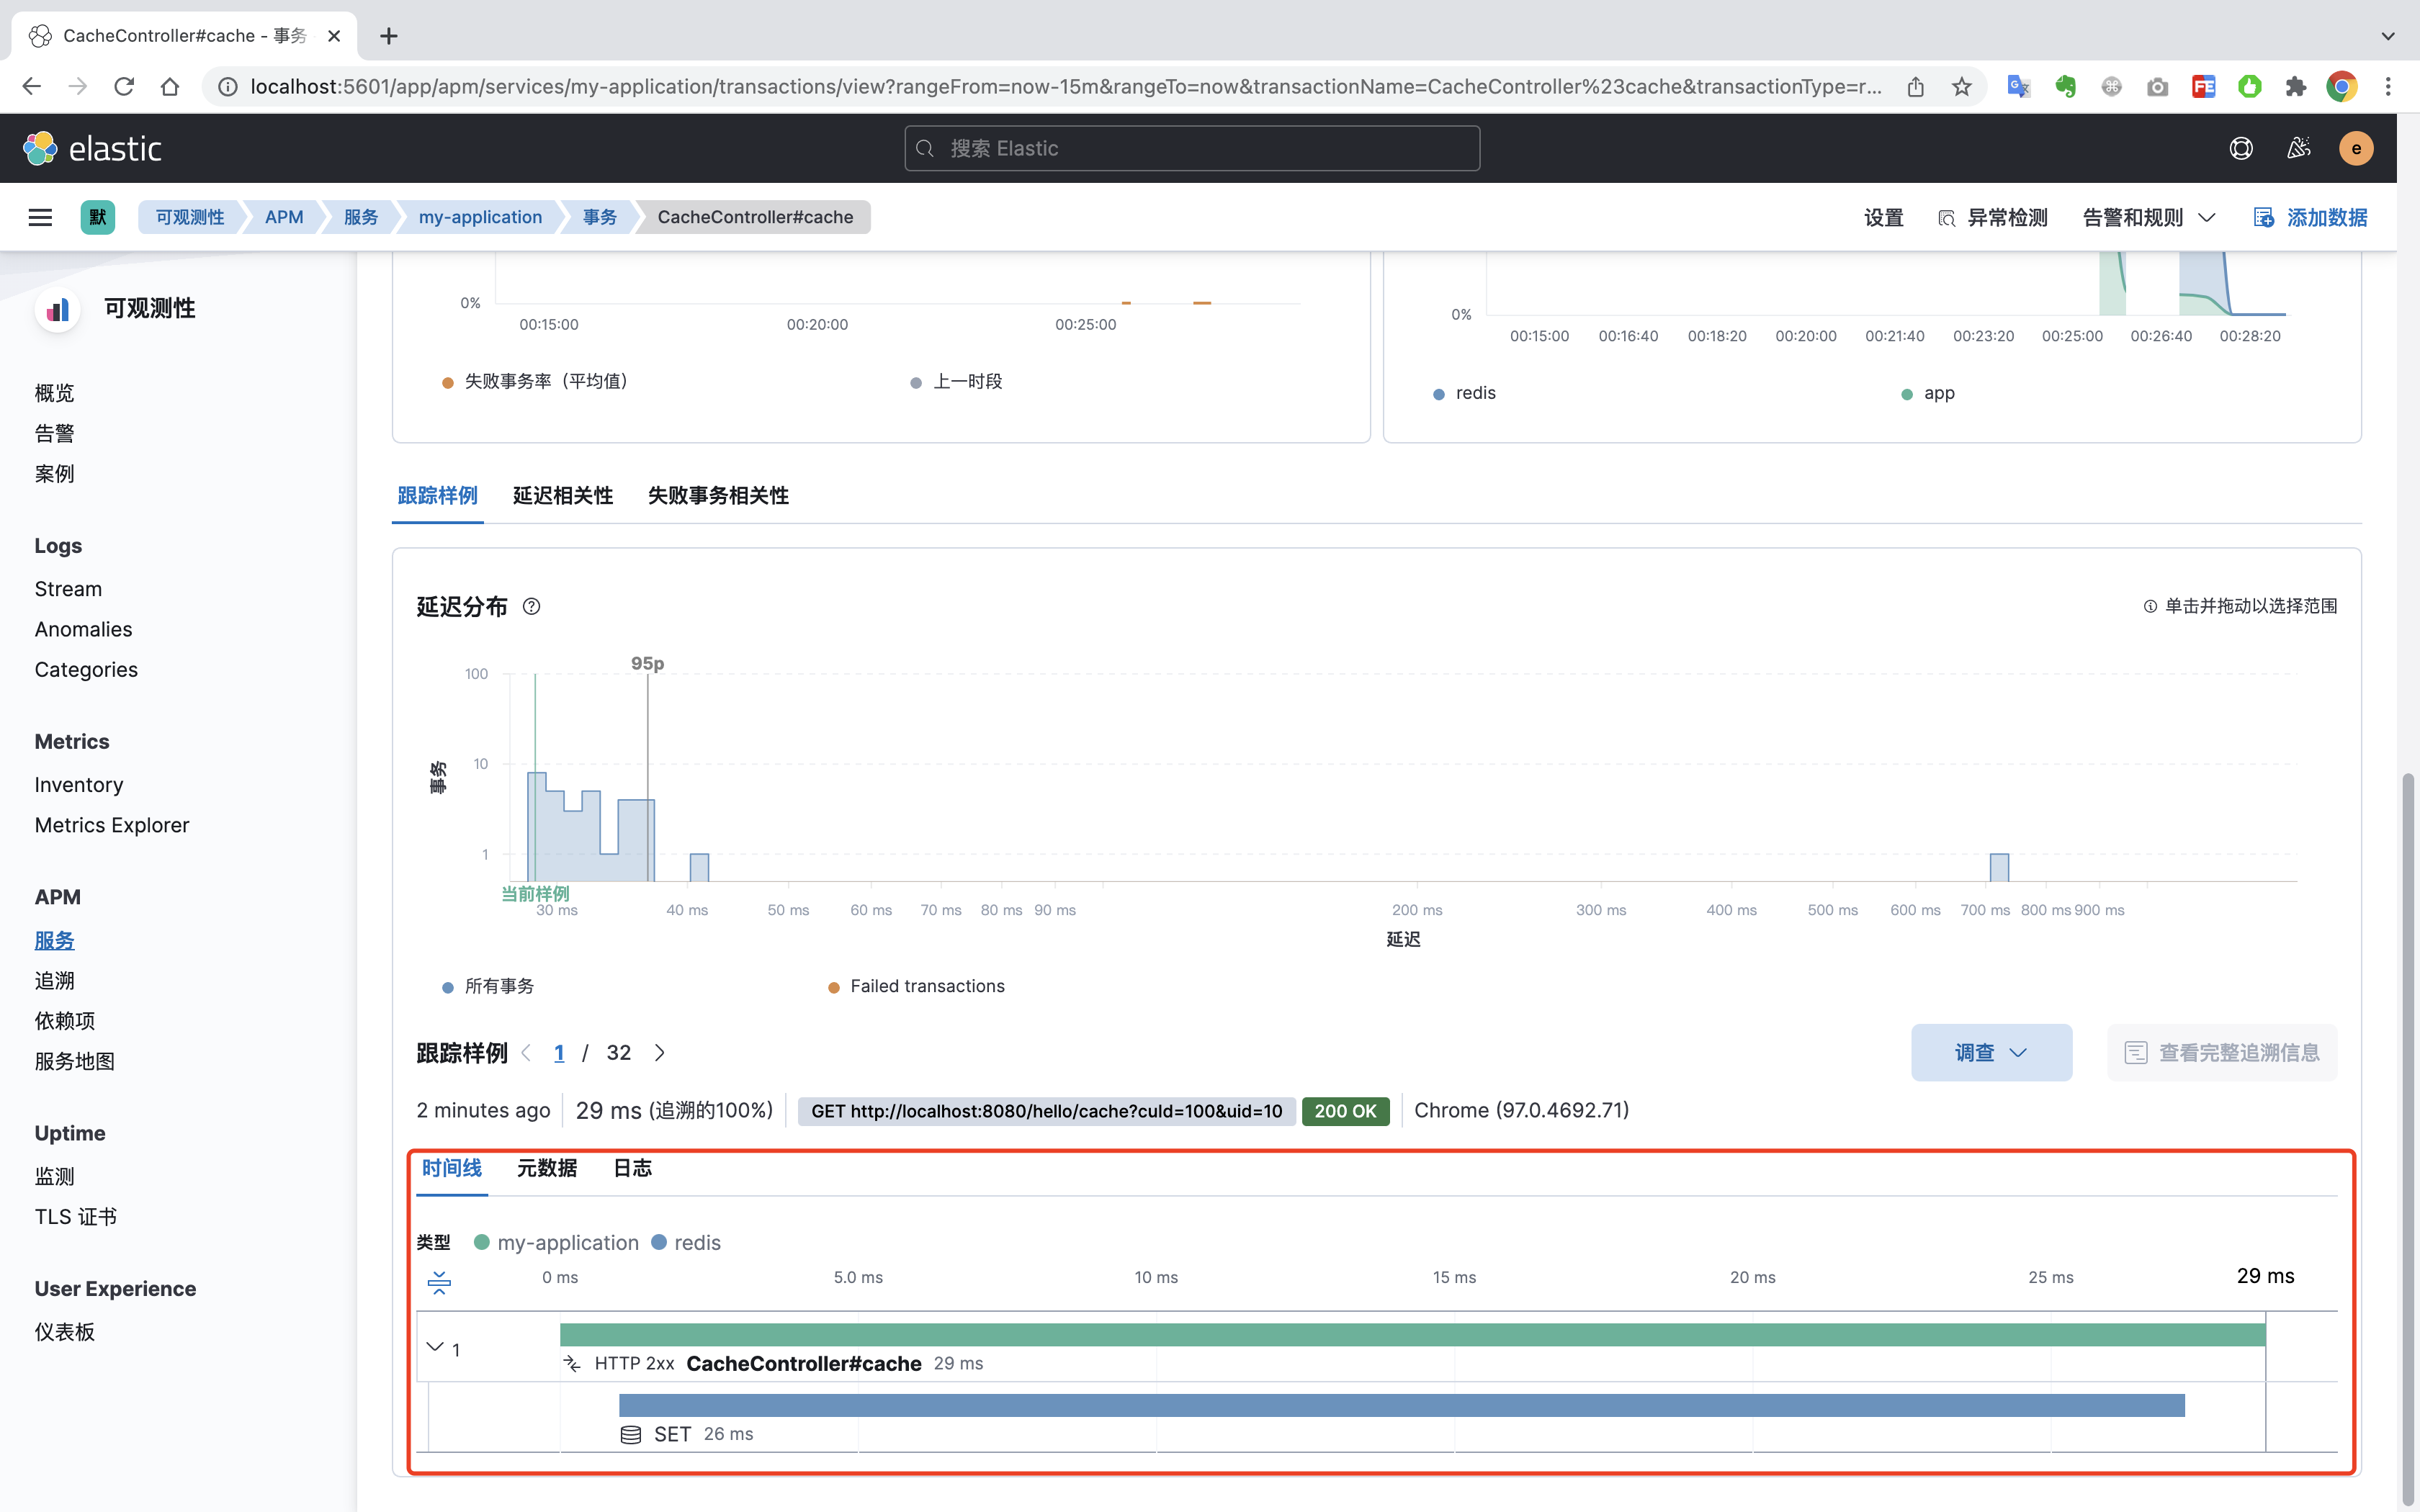 CacheController#cache - 事务
localhost:5601/app/apm/services/my-application/transactions/view?rangeFrom=now-15m&rangeTo=now&transactionName=CacheController%23cache&transactionType=r...
elastic
搜索 Elastic
e
默
可观测性 APM 服务 my-application 事务 CacheController#cache
设置 异常检测 告警和规则 添加数据
可观测性
概览
告警
案例
Logs
Stream
Anomalies
Categories
Metrics
Inventory
Metrics Explorer
APM
服务
追溯
依赖项
服务地图
Uptime
监测
TLS 证书
User Experience
仪表板
0%
00:15:00 00:20:00 00:25:00
失败事务率（平均值） 上一时段
0%
00:15:00 00:16:40 00:18:20 00:20:00 00:21:40 00:23:20 00:25:00 00:26:40 00:28:20
redis app
跟踪样例 延迟相关性 失败事务相关性
延迟分布
单击并拖动以选择范围
95p
100
10
1
事务
当前样例
30 ms 40 ms 50 ms 60 ms 70 ms 80 ms 90 ms 200 ms 300 ms 400 ms 500 ms 600 ms 700 ms 800 ms 900 ms
延迟
所有事务 Failed transactions
跟踪样例 1 / 32
调查 查看完整追溯信息
2 minutes ago 29 ms (追溯的100%) GET http://localhost:8080/hello/cache?cuId=100&uid=10 200 OK Chrome (97.0.4692.71)
时间线 元数据 日志
类型 my-application redis
0 ms 5.0 ms 10 ms 15 ms 20 ms 25 ms 29 ms
1
HTTP 2xx CacheController#cache 29 ms
SET 26 ms